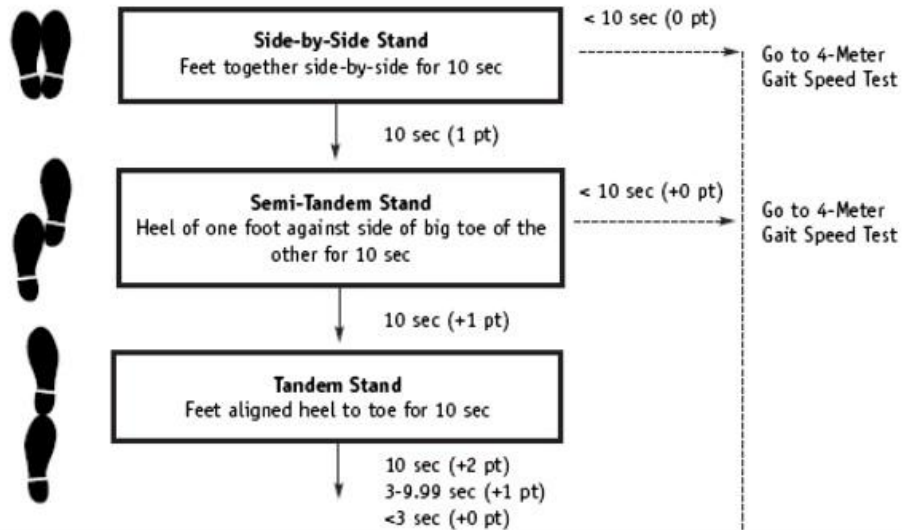 < 10 sec (0 pt)
Side-by-Side Stand
Feet together side-by-side for 10 sec
Go to 4-Meter
Gait Speed Test
10 sec (1 pt)
Semi-Tandem Stand
Heel of one foot against side of big toe of the
other for 10 sec
< 10 sec (+0 pt)
Go to 4-Meter
Gait Speed Test
10 sec (+1 pt)
Tandem Stand
Feet aligned heel to toe for 10 sec
10 sec (+2 pt)
3-9.99 sec (+1 pt)
<3 sec (+0 pt)